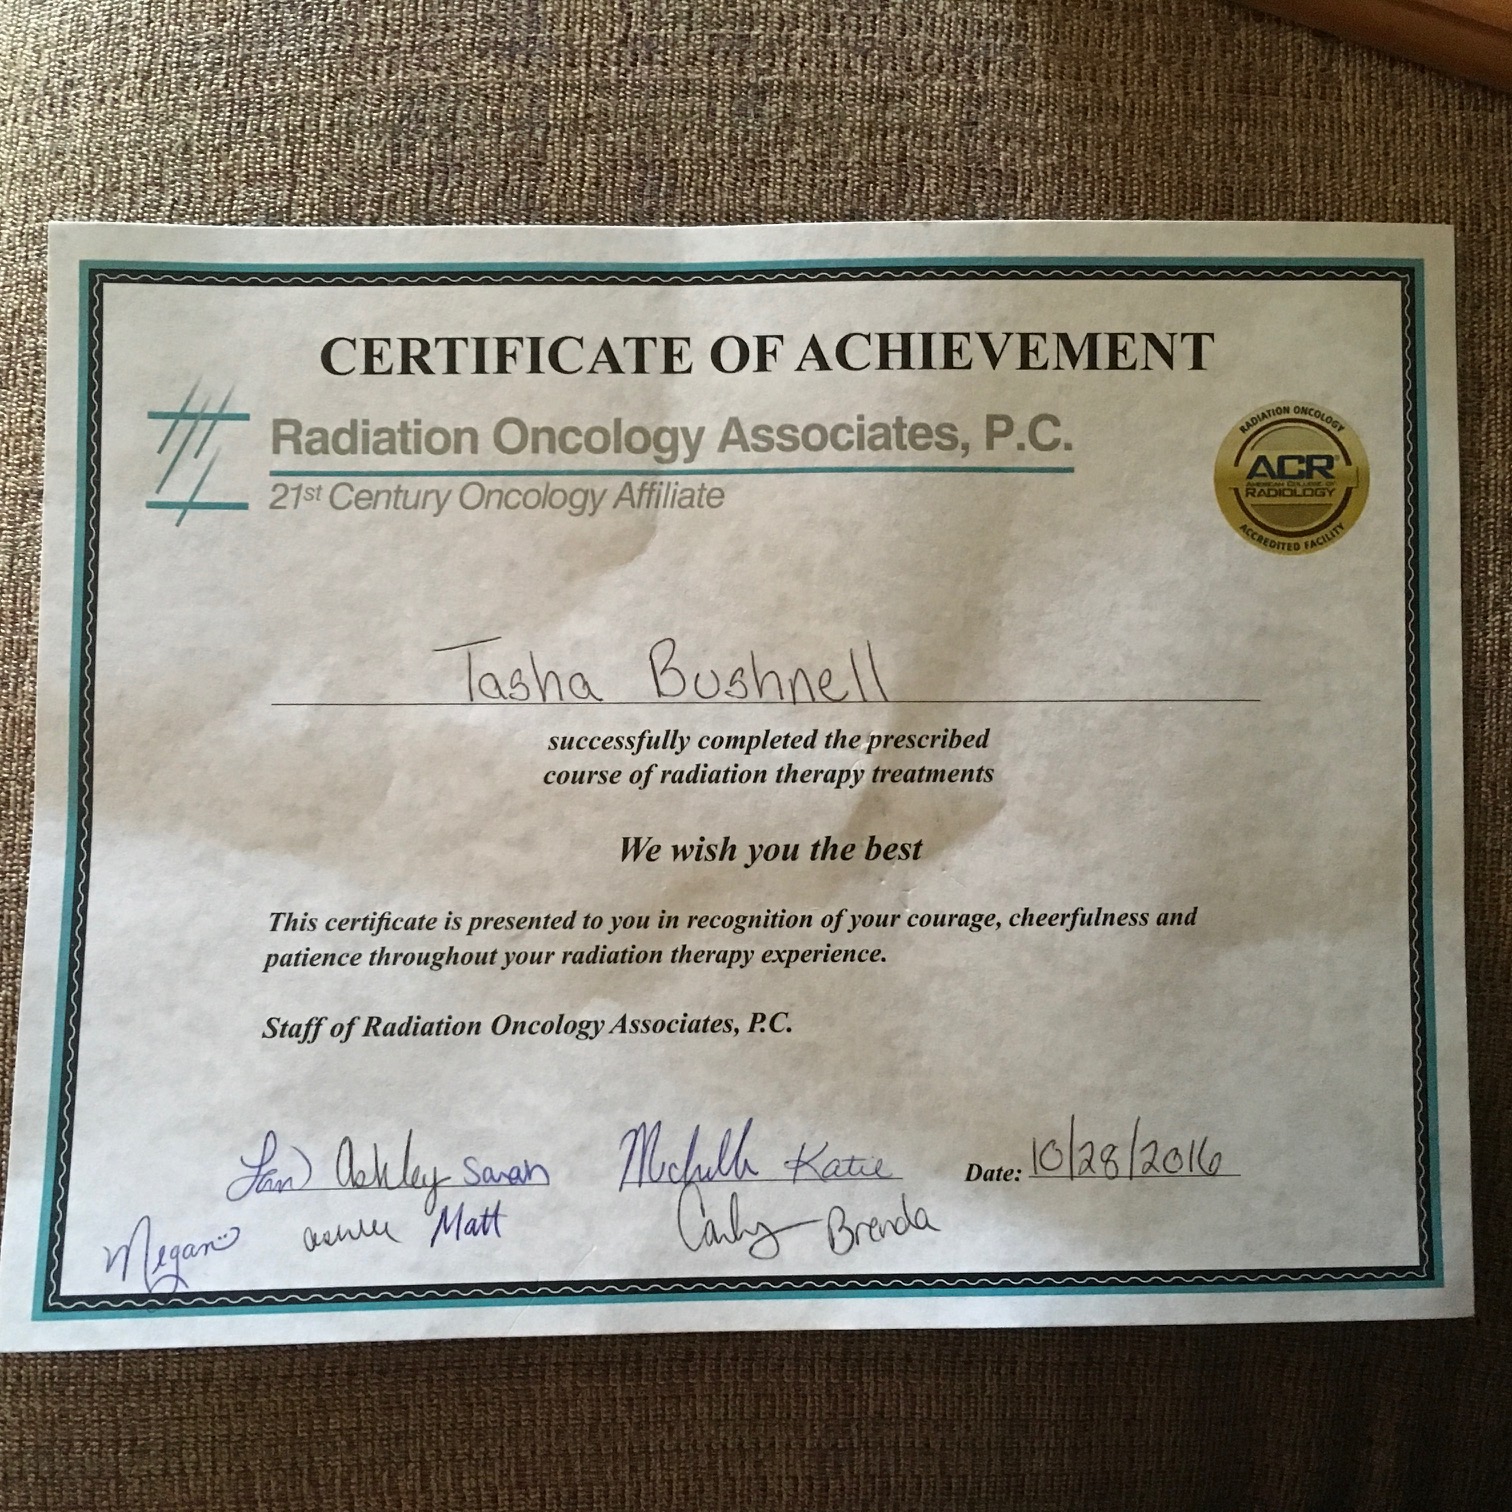 CERTIFICATE OF ACHIEVEMENT
Radiation Oncology Associates, P.C.
21st Century Oncology Affiliate
RADIATION ONCOLOGY
ACR®
AMERICAN COLLEGE OF
RADIOLOGY
ACCREDITED FACILITY
Tasha Bushnell
successfully completed the prescribed
course of radiation therapy treatments
We wish you the best
This certificate is presented to you in recognition of your courage, cheerfulness and
patience throughout your radiation therapy experience.
Staff of Radiation Oncology Associates, P.C.
Ashley Sarah Michelle Katie Date: 10/28/2016
Megan Matt Brenda